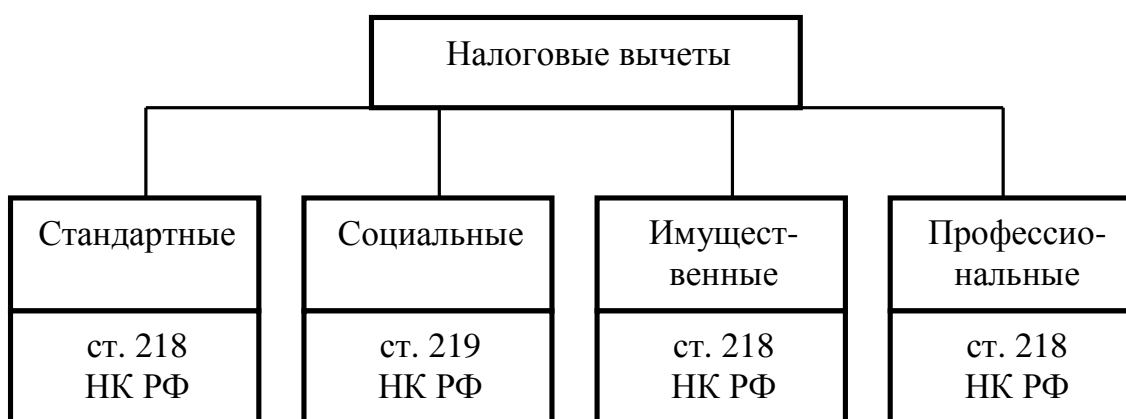 Налоговые вычеты
Стандартные
Социальные
Имущест-
венные
Профессио-
нальные
ст. 218
НК РФ
ст. 219
НК РФ
ст. 218
НК РФ
ст. 218
НК РФ